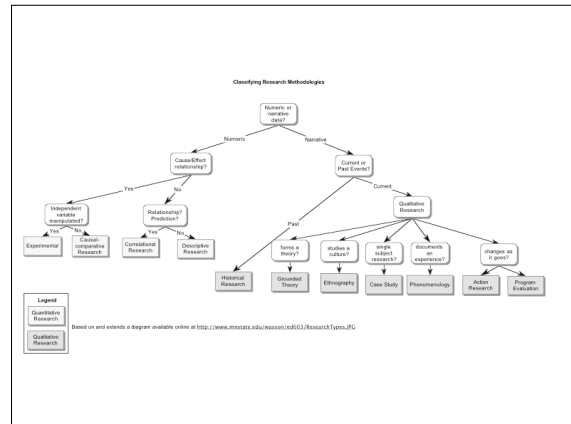 Classifying Research Methodologies
Numeric or
narrative
data?
Numeric
Narrative
Cause/Effect
relationship?
Current or
Past Events?
Yes
No
Current
Independent
variable
manipulated?
Relationship?
Prediction?
Qualitative
Research
Yes
No
Yes
No
Past
Experimental
Causal-
comparative
Research
Correlational
Research
Descriptive
Research
forms a
theory?
studies a
culture?
single
subject
research?
documents
an
experience?
changes as
it goes?
Historical
Research
Grounded
Theory
Ethnography
Case Study
Phenomenology
Action
Research
Program
Evaluation
Legend
Quantitative
Research
Qualitative
Research
Based on and extends a diagram available online at http://www.mnstate.edu/wasson/ed603/ResearchTypes.JPG